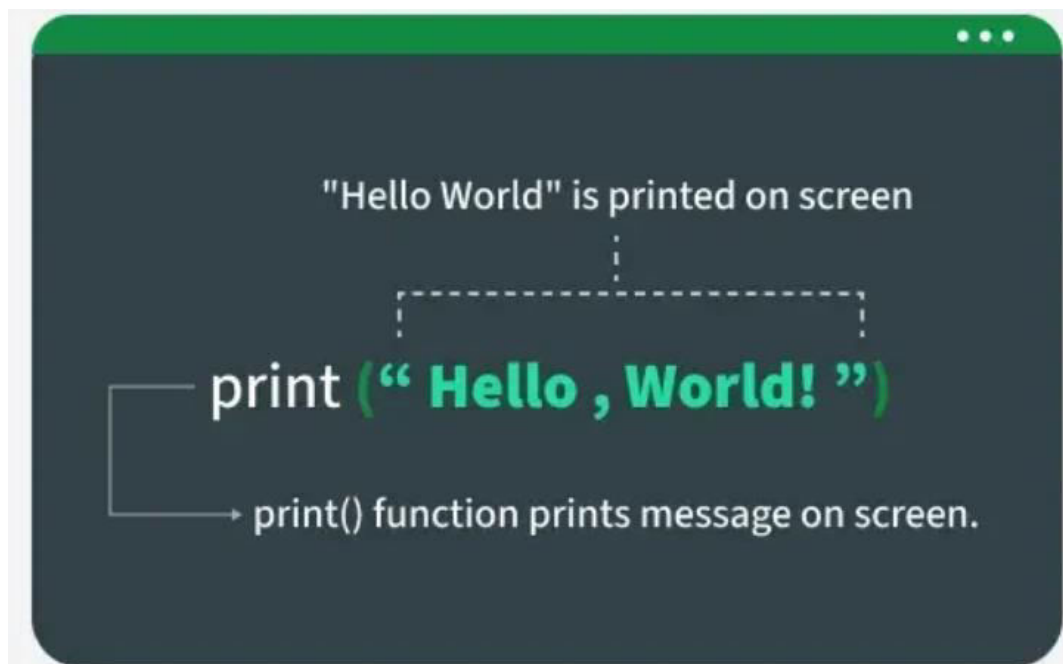 "Hello World" is printed on screen
print (“ Hello , World! ”)
print() function prints message on screen.